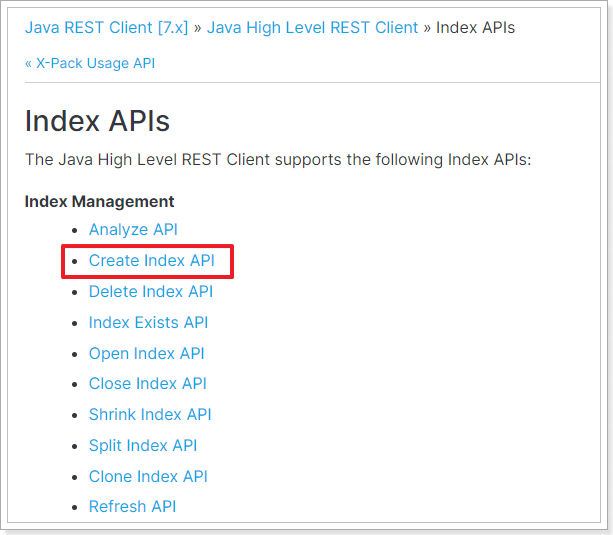 Java REST Client [7.x] » Java High Level REST Client » Index APIs
« X-Pack Usage API
Index APIs
The Java High Level REST Client supports the following Index APIs:
Index Management
• Analyze API
• Create Index API
• Delete Index API
• Index Exists API
• Open Index API
• Close Index API
• Shrink Index API
• Split Index API
• Clone Index API
• Refresh API